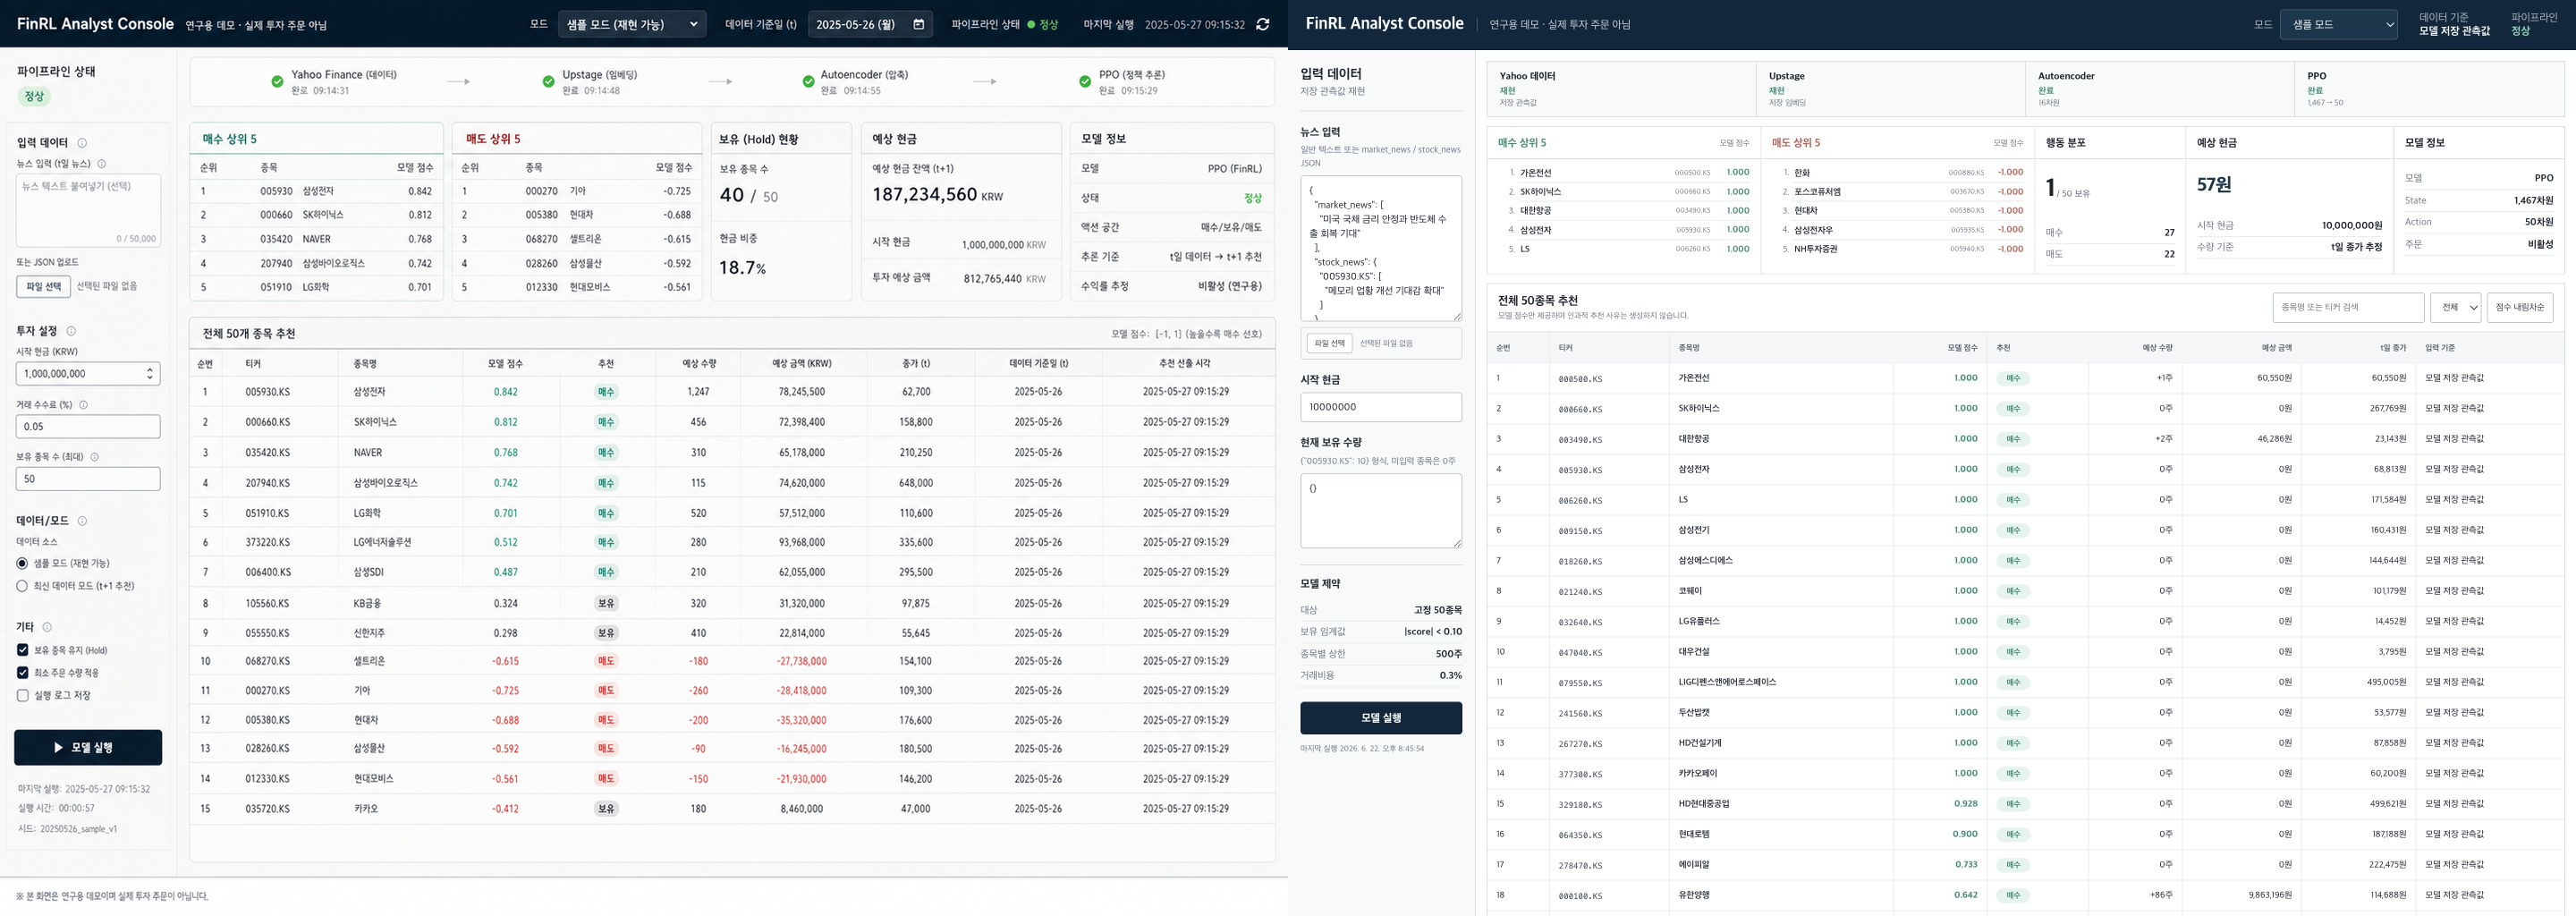 FinRL Analyst Console 연구용 데모 · 실제 투자 주문 아님 모드 샘플 모드 (재현 가능) 데이터 기준일 (t) 2025-05-26 (월) 파이프라인 상태 정상 마지막 실행 2025-05-27 09:15:32
파이프라인 상태
정상
입력 데이터
뉴스 입력 (t일 뉴스)
뉴스 텍스트 붙여넣기 (선택)
0 / 50,000
또는 JSON 업로드
파일 선택 선택된 파일 없음
투자 설정
시작 현금 (KRW)
1,000,000,000
거래 수수료 (%)
0.05
보유 종목 수 (최대)
50
데이터/모드
데이터 소스
샘플 모드 (재현 가능)
최신 데이터 모드 (t+1 추천)
기타
보유 종목 유지 (Hold)
최소 주문 수량 적용
실행 로그 저장
모델 실행
마지막 실행: 2025-05-27 09:15:32
실행 시간: 00:00:57
시드: 20250526_sample_v1
Yahoo Finance (데이터)
완료 09:14:31
Upstage (임베딩)
완료 09:14:48
Autoencoder (압축)
완료 09:14:55
PPO (정책 추론)
완료 09:15:29
매수 상위 5
순위 종목 모델 점수
1 005930 삼성전자 0.842
2 000660 SK하이닉스 0.812
3 035420 NAVER 0.768
4 207940 삼성바이오로직스 0.742
5 051910 LG화학 0.701
매도 상위 5
순위 종목 모델 점수
1 000270 기아 -0.725
2 005380 현대차 -0.688
3 068270 셀트리온 -0.615
4 028260 삼성물산 -0.592
5 012330 현대모비스 -0.561
보유 (Hold) 현황
보유 종목 수
40 / 50
현금 비중
18.7%
예상 현금
예상 현금 잔액 (t+1)
187,234,560 KRW
시작 현금 1,000,000,000 KRW
투자 예상 금액 812,765,440 KRW
모델 정보
모델 PPO (FinRL)
상태 정상
액션 공간 매수/보유/매도
추론 기준 t일 데이터 → t+1 추천
수익률 추정 비활성 (연구용)
전체 50개 종목 추천 모델 점수: [-1, 1] (높을수록 매수 선호)
순번 티커 종목명 모델 점수 추천 예상 수량 예상 금액 (KRW) 종가 (t) 데이터 기준일 (t) 추천 산출 시각
1 005930.KS 삼성전자 0.842 매수 1,247 78,245,500 62,700 2025-05-26 2025-05-27 09:15:29
2 000660.KS SK하이닉스 0.812 매수 456 72,398,400 158,800 2025-05-26 2025-05-27 09:15:29
3 035420.KS NAVER 0.768 매수 310 65,178,000 210,250 2025-05-26 2025-05-27 09:15:29
4 207940.KS 삼성바이오로직스 0.742 매수 115 74,620,000 648,000 2025-05-26 2025-05-27 09:15:29
5 051910.KS LG화학 0.701 매수 520 57,512,000 110,600 2025-05-26 2025-05-27 09:15:29
6 373220.KS LG에너지솔루션 0.512 매수 280 93,968,000 335,600 2025-05-26 2025-05-27 09:15:29
7 006400.KS 삼성SDI 0.487 매수 210 62,055,000 295,500 2025-05-26 2025-05-27 09:15:29
8 105560.KS KB금융 0.324 보유 320 31,320,000 97,875 2025-05-26 2025-05-27 09:15:29
9 055550.KS 신한지주 0.298 보유 410 22,814,000 55,645 2025-05-26 2025-05-27 09:15:29
10 068270.KS 셀트리온 -0.615 매도 -180 -27,738,000 154,100 2025-05-26 2025-05-27 09:15:29
11 000270.KS 기아 -0.725 매도 -260 -28,418,000 109,300 2025-05-26 2025-05-27 09:15:29
12 005380.KS 현대차 -0.688 매도 -200 -35,320,000 176,600 2025-05-26 2025-05-27 09:15:29
13 028260.KS 삼성물산 -0.592 매도 -90 -16,245,000 180,500 2025-05-26 2025-05-27 09:15:29
14 012330.KS 현대모비스 -0.561 매도 -150 -21,930,000 146,200 2025-05-26 2025-05-27 09:15:29
15 035720.KS 카카오 -0.412 보유 180 8,460,000 47,000 2025-05-26 2025-05-27 09:15:29
※ 본 화면은 연구용 데모이며 실제 투자 주문이 아닙니다.
FinRL Analyst Console 연구용 데모 · 실제 투자 주문 아님 모드 샘플 모드
데이터 기준
모델 저장 관측값
파이프라인
정상
입력 데이터
저장 관측값 재현
뉴스 입력
일반 텍스트 또는 market_news / stock_news
JSON
{
"market_news": [
"미국 국채 금리 안정과 반도체 수
출 회복 기대"
],
"stock_news": {
"005930.KS": [
"메모리 업황 개선 기대감 확대"
]
}
파일 선택 선택된 파일 없음
시작 현금
10000000
현재 보유 수량
{"005930.KS": 10} 형식, 미입력 종목은 0주
{}
모델 제약
대상 고정 50종목
보유 임계값 |score| < 0.10
종목별 상한 500주
거래비용 0.3%
모델 실행
마지막 실행 2026. 6. 22. 오후 8:45:54
Yahoo 데이터
재현
저장 관측값
Upstage
재현
저장 임베딩
Autoencoder
완료
16차원
PPO
완료
1,467 → 50
매수 상위 5 모델 점수
1. 가온전선 000500.KS 1.000
2. SK하이닉스 000660.KS 1.000
3. 대한항공 003490.KS 1.000
4. 삼성전자 005930.KS 1.000
5. LS 006260.KS 1.000
매도 상위 5 모델 점수
1. 한화 000880.KS -1.000
2. 포스코퓨처엠 003670.KS -1.000
3. 현대차 005380.KS -1.000
4. 삼성전자우 005935.KS -1.000
5. NH투자증권 005940.KS -1.000
행동 분포
1 / 50 보유
매수 27
매도 22
예상 현금
57원
시작 현금 10,000,000원
수량 기준 t일 종가 추정
모델 정보
모델 PPO
State 1,467차원
Action 50차원
주문 비활성
전체 50종목 추천
모델 점수만 제공하며 인과적 추천 사유는 생성하지 않습니다.
종목명 또는 티커 검색 전체 점수 내림차순
순번 티커 종목명 모델 점수 추천 예상 수량 예상 금액 t일 종가 입력 기준
1 000500.KS 가온전선 1.000 매수 +1주 60,550원 60,550원 모델 저장 관측값
2 000660.KS SK하이닉스 1.000 매수 0주 0원 267,769원 모델 저장 관측값
3 003490.KS 대한항공 1.000 매수 +2주 46,286원 23,143원 모델 저장 관측값
4 005930.KS 삼성전자 1.000 매수 0주 0원 68,813원 모델 저장 관측값
5 006260.KS LS 1.000 매수 0주 0원 171,584원 모델 저장 관측값
6 009150.KS 삼성전기 1.000 매수 0주 0원 160,431원 모델 저장 관측값
7 018260.KS 삼성에스디에스 1.000 매수 0주 0원 144,644원 모델 저장 관측값
8 021240.KS 코웨이 1.000 매수 0주 0원 101,179원 모델 저장 관측값
9 032640.KS LG유플러스 1.000 매수 0주 0원 14,452원 모델 저장 관측값
10 047040.KS 대우건설 1.000 매수 0주 0원 3,795원 모델 저장 관측값
11 079550.KS LIG디펜스앤에어로스페이스 1.000 매수 0주 0원 495,005원 모델 저장 관측값
12 241560.KS 두산밥캣 1.000 매수 0주 0원 53,577원 모델 저장 관측값
13 267270.KS HD건설기계 1.000 매수 0주 0원 87,858원 모델 저장 관측값
14 377300.KS 카카오페이 1.000 매수 0주 0원 60,200원 모델 저장 관측값
15 329180.KS HD현대중공업 0.928 매수 0주 0원 499,621원 모델 저장 관측값
16 064350.KS 현대로템 0.900 매수 0주 0원 187,188원 모델 저장 관측값
17 278470.KS 에이피알 0.733 매수 0주 0원 222,475원 모델 저장 관측값
18 000100.KS 유한양행 0.642 매수 +86주 9,863,196원 114,688원 모델 저장 관측값